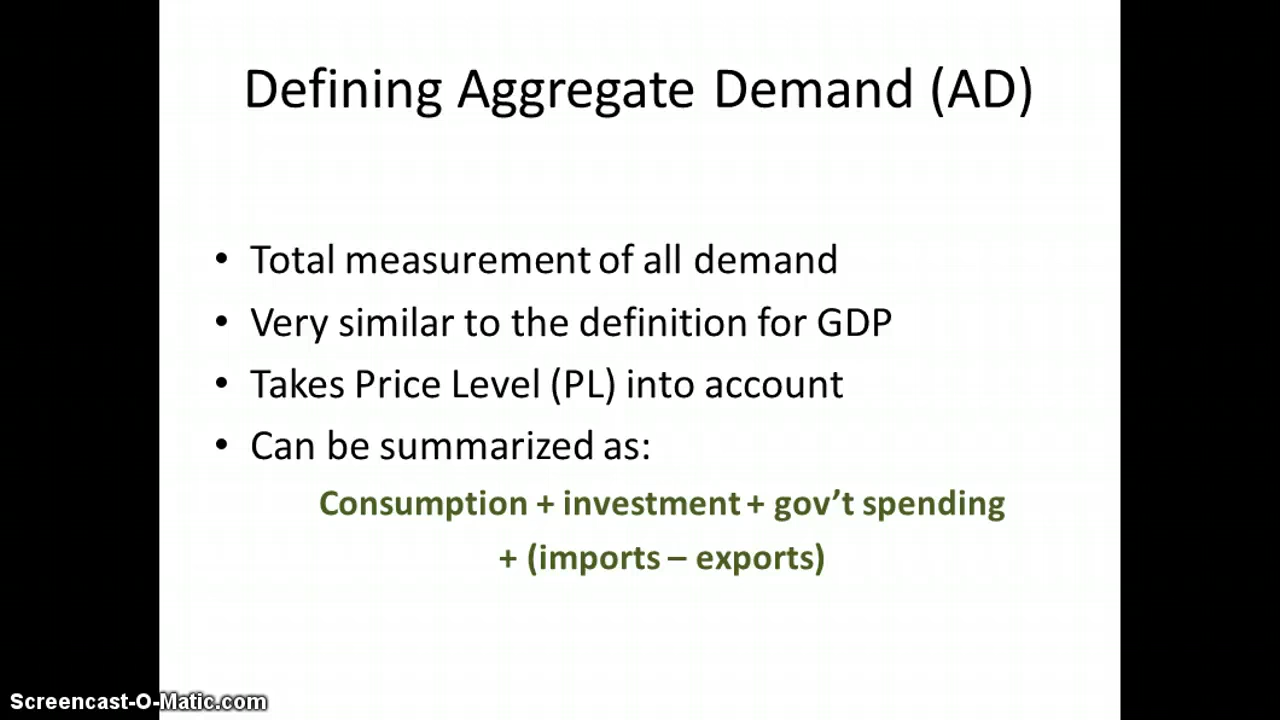 Defining Aggregate Demand (AD)
• Total measurement of all demand
• Very similar to the definition for GDP
• Takes Price Level (PL) into account
• Can be summarized as:
Consumption + investment + gov’t spending
+ (imports – exports)
Screencast-O-Matic.com